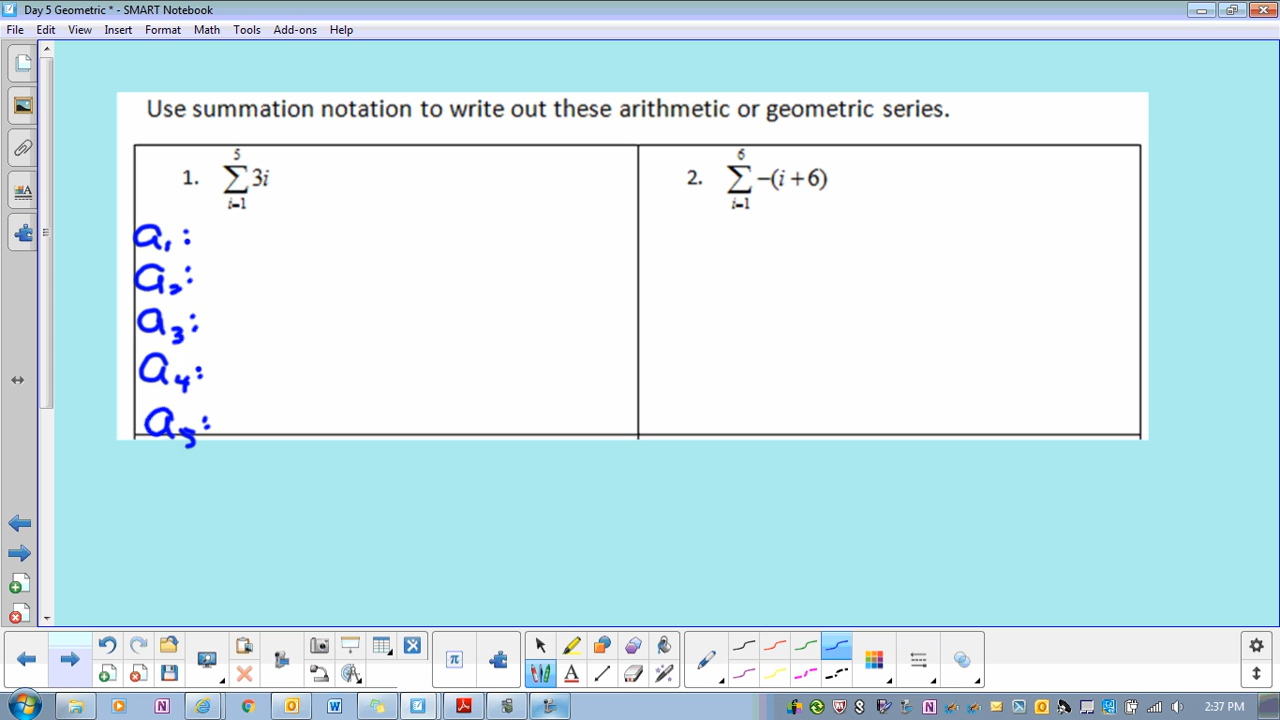 Day 5 Geometric * - SMART Notebook
File Edit View Insert Format Math Tools Add-ons Help
Use summation notation to write out these arithmetic or geometric series.
1. 5 ∑ i=1 3i
2. 6 ∑ i=1 −(i + 6)
a₁:
a₂:
a₃:
a₄:
a₅:
2:37 PM